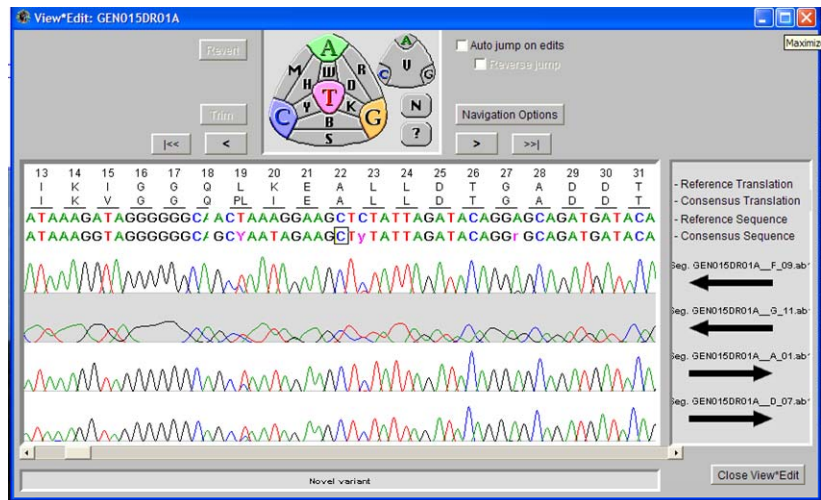 View*Edit: GEN015DR01A
Maximiz
Revert
Trim
|<<
<
A
W
M
R
H
D
T
Y
K
C
G
B
S
A
V
C
G
N
?
Auto jump on edits
Reverse jump
Navigation Options
>
>>|
13 14 15 16 17 18 19 20 21 22 23 24 25 26 27 28 29 30 31
I K I G G Q L K E A L L D T G A D D T
I K V G G Q PL I E A L L D T G A D D T
ATAAAGATAGGGGGGCAACTAAAGGAAGCTCTATTAGATACAGGAGCAGATGATACA
ATAAAGGTAGGGGGGC GCYAATAGAAGCTyTATTAGATACAGGrGCAGATGATACA
- Reference Translation
- Consensus Translation
- Reference Sequence
- Consensus Sequence
Seg. GEN015DR01A__F_09.ab
Seg. GEN015DR01A__G_11.ab
Seg. GEN015DR01A__A_01.ab
Seg. GEN015DR01A__D_07.ab
Novel variant
Close View*Edit